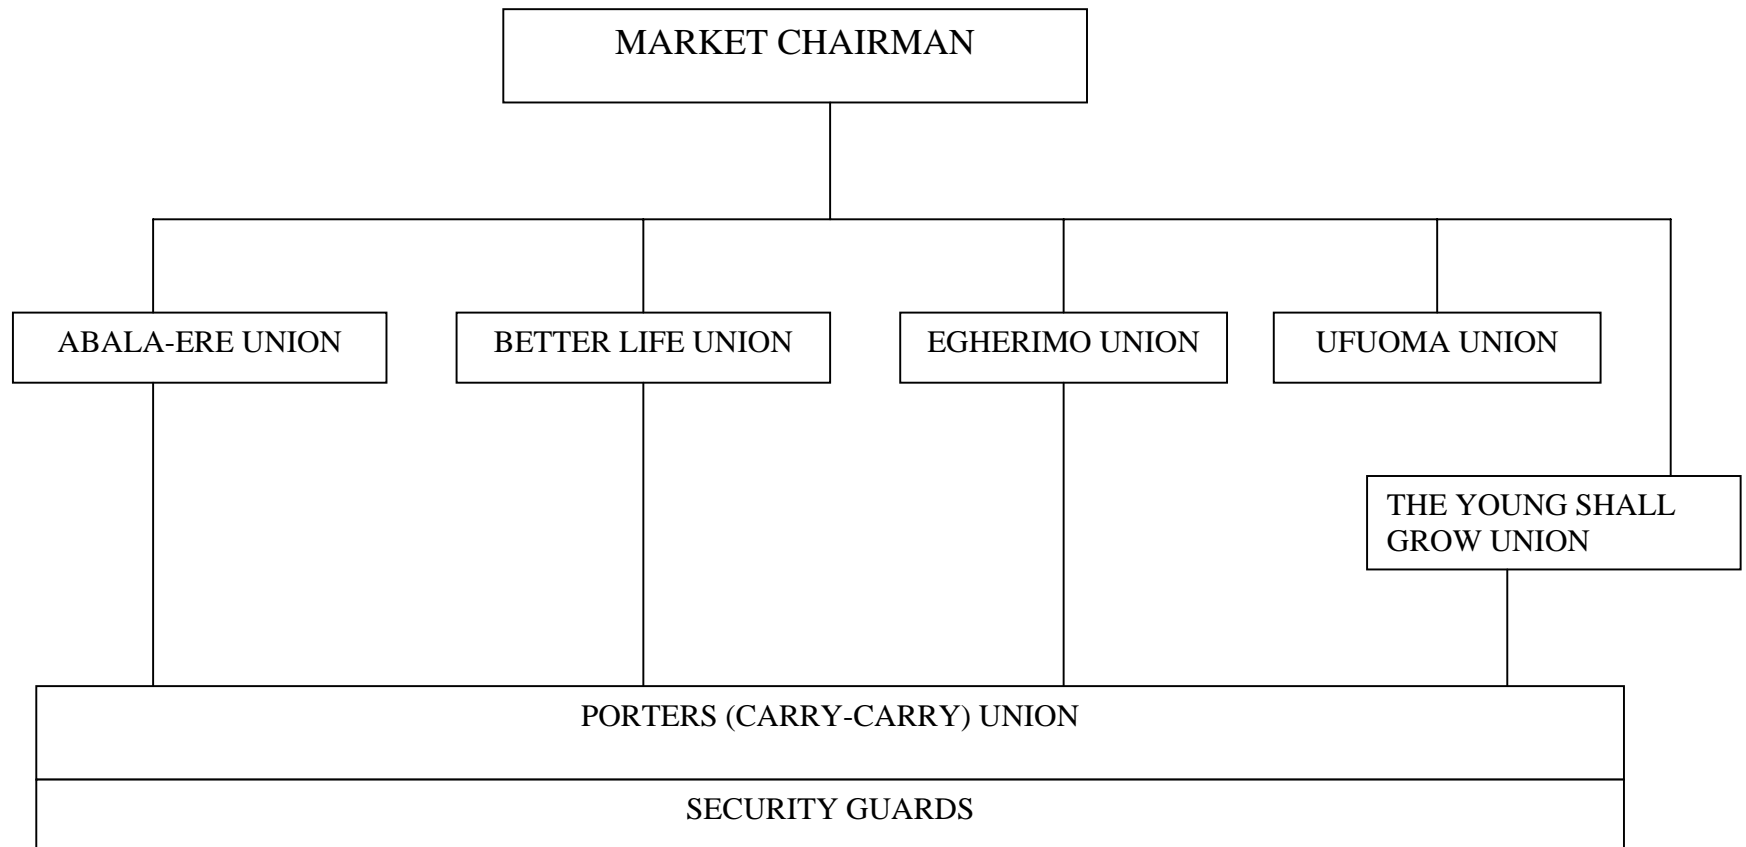 MARKET CHAIRMAN
ABALA-ERE UNION
BETTER LIFE UNION
EGHERIMO UNION
UFUOMA UNION
THE YOUNG SHALL
GROW UNION
PORTERS (CARRY-CARRY) UNION
SECURITY GUARDS